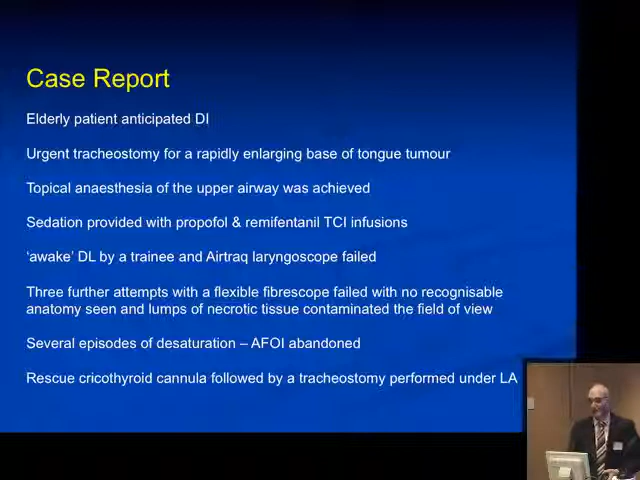 Case Report
Elderly patient anticipated DI
Urgent tracheostomy for a rapidly enlarging base of tongue tumour
Topical anaesthesia of the upper airway was achieved
Sedation provided with propofol & remifentanil TCI infusions
‘awake’ DL by a trainee and Airtraq laryngoscope failed
Three further attempts with a flexible fibrescope failed with no recognisable
anatomy seen and lumps of necrotic tissue contaminated the field of view
Several episodes of desaturation – AFOI abandoned
Rescue cricothyroid cannula followed by a tracheostomy performed under LA